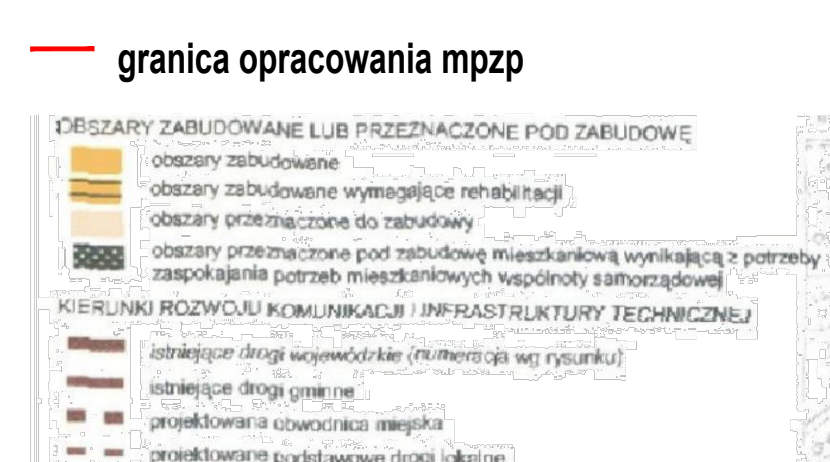 granica opracowania mpzp
OBSZARY ZABUDOWANE LUB PRZEZNACZONE POD ZABUDOWĘ
obszary zabudowane
obszary zabudowane wymagające rehabilitacji
obszary przeznaczone do zabudowy
obszary przeznaczone pod zabudowę mieszkaniową wynikającą z potrzeby
zaspokajania potrzeb mieszkaniowych wspólnoty samorządowej
KIERUNKI ROZWOJU KOMUNIKACJI I INFRASTRUKTURY TECHNICZNEJ
istniejące drogi wojewódzkie (numeracja wg rysunku)
istniejące drogi gminne
projektowana obwodnica miejska
projektowane podstawowe drogi lokalne